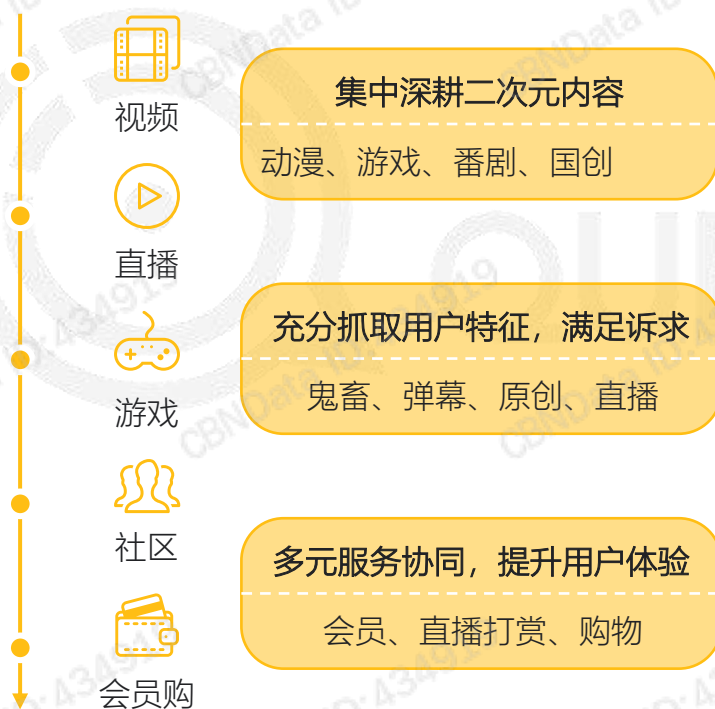 视频
集中深耕二次元内容
动漫、游戏、番剧、国创
直播
充分抓取用户特征，满足诉求
鬼畜、弹幕、原创、直播
游戏
社区
多元服务协同，提升用户体验
会员、直播打赏、购物
会员购
CBNData ID:434919